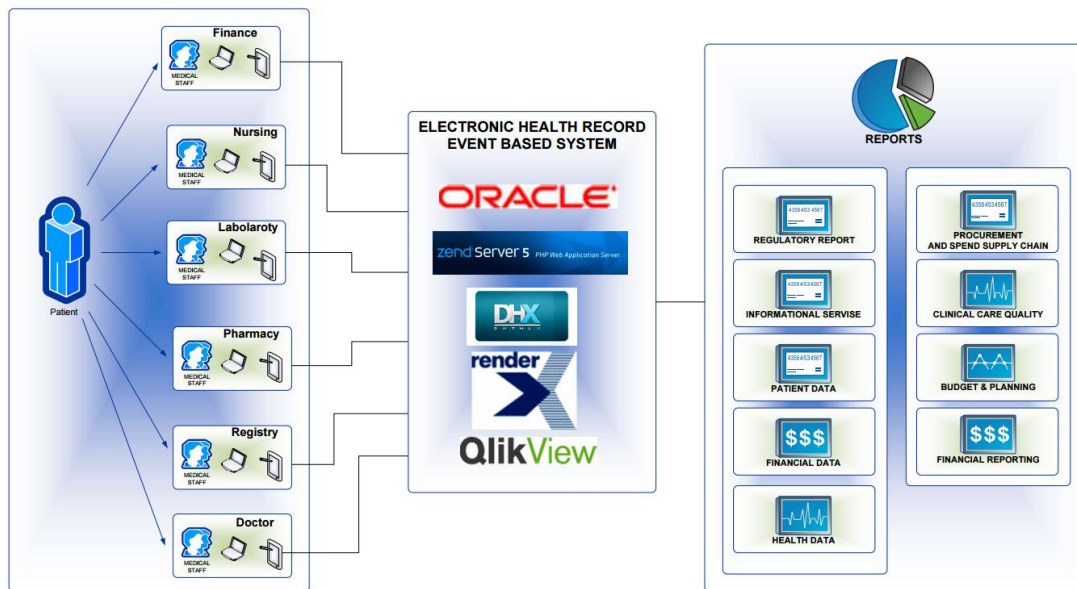 Finance
MEDICAL
STAFF
Nursing
MEDICAL
STAFF
Labolaroty
MEDICAL
STAFF
Patient
Pharmacy
MEDICAL
STAFF
Registry
MEDICAL
STAFF
Doctor
MEDICAL
STAFF
ELECTRONIC HEALTH RECORD
EVENT BASED SYSTEM
ORACLE
zend Server 5 PHP Web Application Server
DHX
DHTMLX
render
X
QlikView
REPORTS
43564534567
REGULATORY REPORT
43564534567
INFORMATIONAL SERVISE
43564534567
PATIENT DATA
$$$
FINANCIAL DATA
HEALTH DATA
43564534567
PROCUREMENT
AND SPEND SUPPLY CHAIN
CLINICAL CARE QUALITY
BUDGET & PLANNING
$$$
FINANCIAL REPORTING